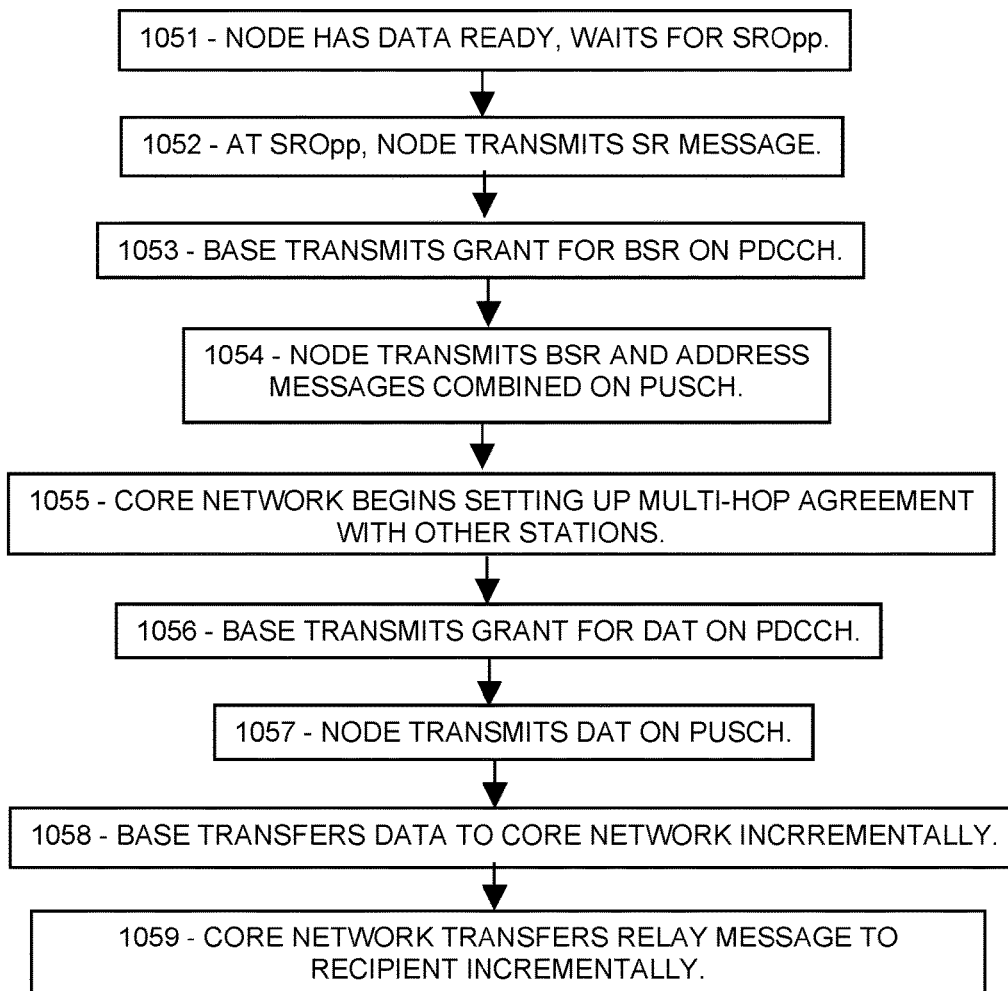 1051 - NODE HAS DATA READY, WAITS FOR SROpp.
1052 - AT SROpp, NODE TRANSMITS SR MESSAGE.
1053 - BASE TRANSMITS GRANT FOR BSR ON PDCCH.
1054 - NODE TRANSMITS BSR AND ADDRESS
MESSAGES COMBINED ON PUSCH.
1055 - CORE NETWORK BEGINS SETTING UP MULTI-HOP AGREEMENT
WITH OTHER STATIONS.
1056 - BASE TRANSMITS GRANT FOR DAT ON PDCCH.
1057 - NODE TRANSMITS DAT ON PUSCH.
1058 - BASE TRANSFERS DATA TO CORE NETWORK INCRREMENTALLY.
1059 - CORE NETWORK TRANSFERS RELAY MESSAGE TO
RECIPIENT INCREMENTALLY.